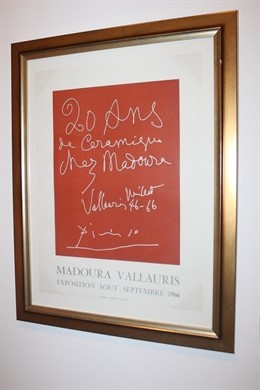 20 Ans
de Ceramique
chez Madoura
Vallauris Juillet
46-66
Picasso
MADOURA VALLAURIS
EXPOSITION AOUT-SEPTEMBRE 1966